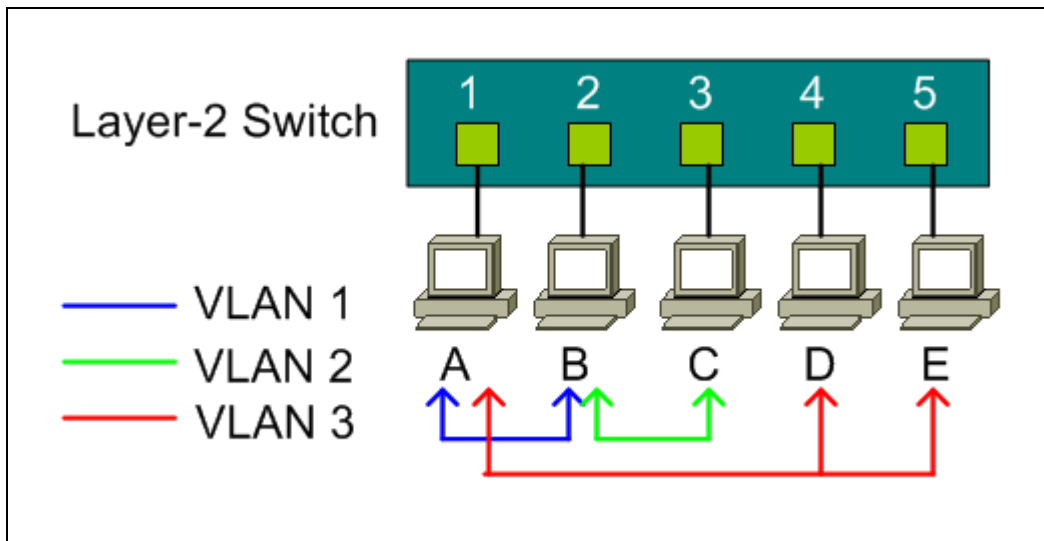 1 2 3 4 5
Layer-2 Switch
VLAN 1
VLAN 2
VLAN 3
A B C D E